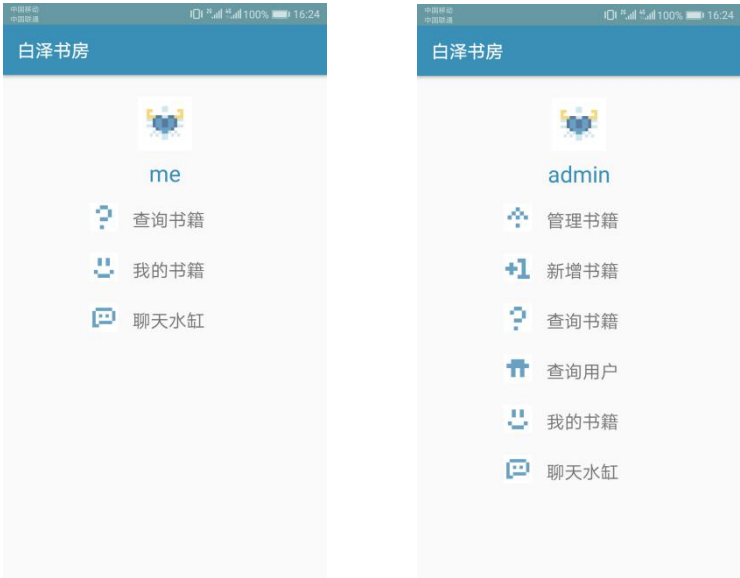 中国移动
中国联通
100% 16:24
白泽书房
me
查询书籍
我的书籍
聊天水缸
中国移动
中国联通
100% 16:24
白泽书房
admin
管理书籍
+1 新增书籍
查询书籍
查询用户
我的书籍
聊天水缸